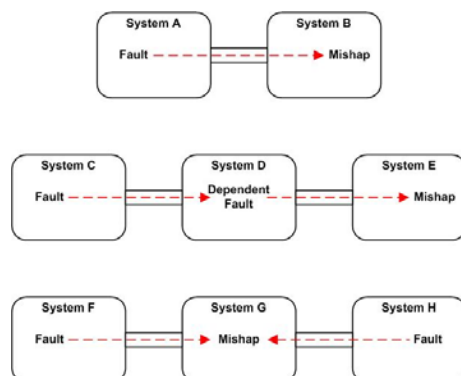 System A System B
Fault Mishap
System C System D System E
Fault Dependent Fault Mishap
System F System G System H
Fault Mishap Fault